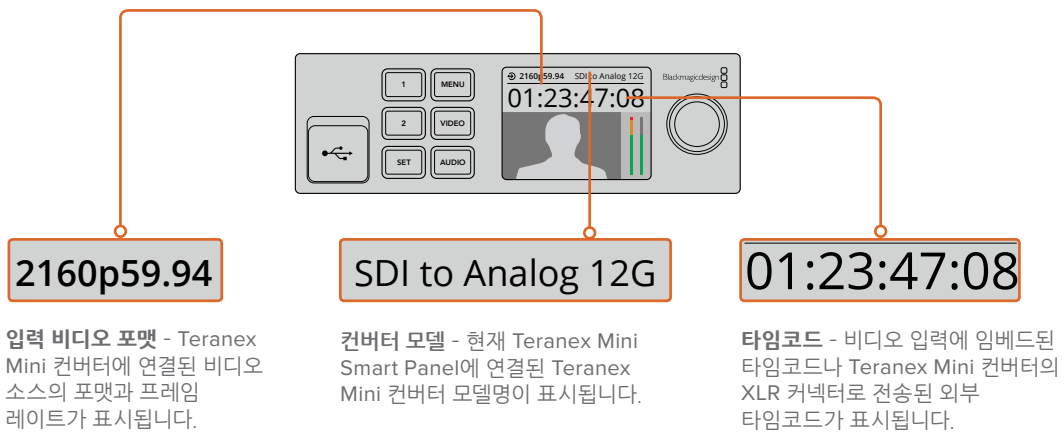 1
MENU
2
VIDEO
SET
AUDIO
2160p59.94 SDI to Analog 12G
01:23:47:08
Blackmagicdesign
2160p59.94
입력 비디오 포맷 - Teranex
Mini 컨버터에 연결된 비디오
소스의 포맷과 프레임
레이트가 표시됩니다.
SDI to Analog 12G
컨버터 모델 - 현재 Teranex Mini
Smart Panel에 연결된 Teranex
Mini 컨버터 모델명이 표시됩니다.
01:23:47:08
타임코드 - 비디오 입력에 임베드된
타임코드나 Teranex Mini 컨버터의
XLR 커넥터로 전송된 외부
타임코드가 표시됩니다.